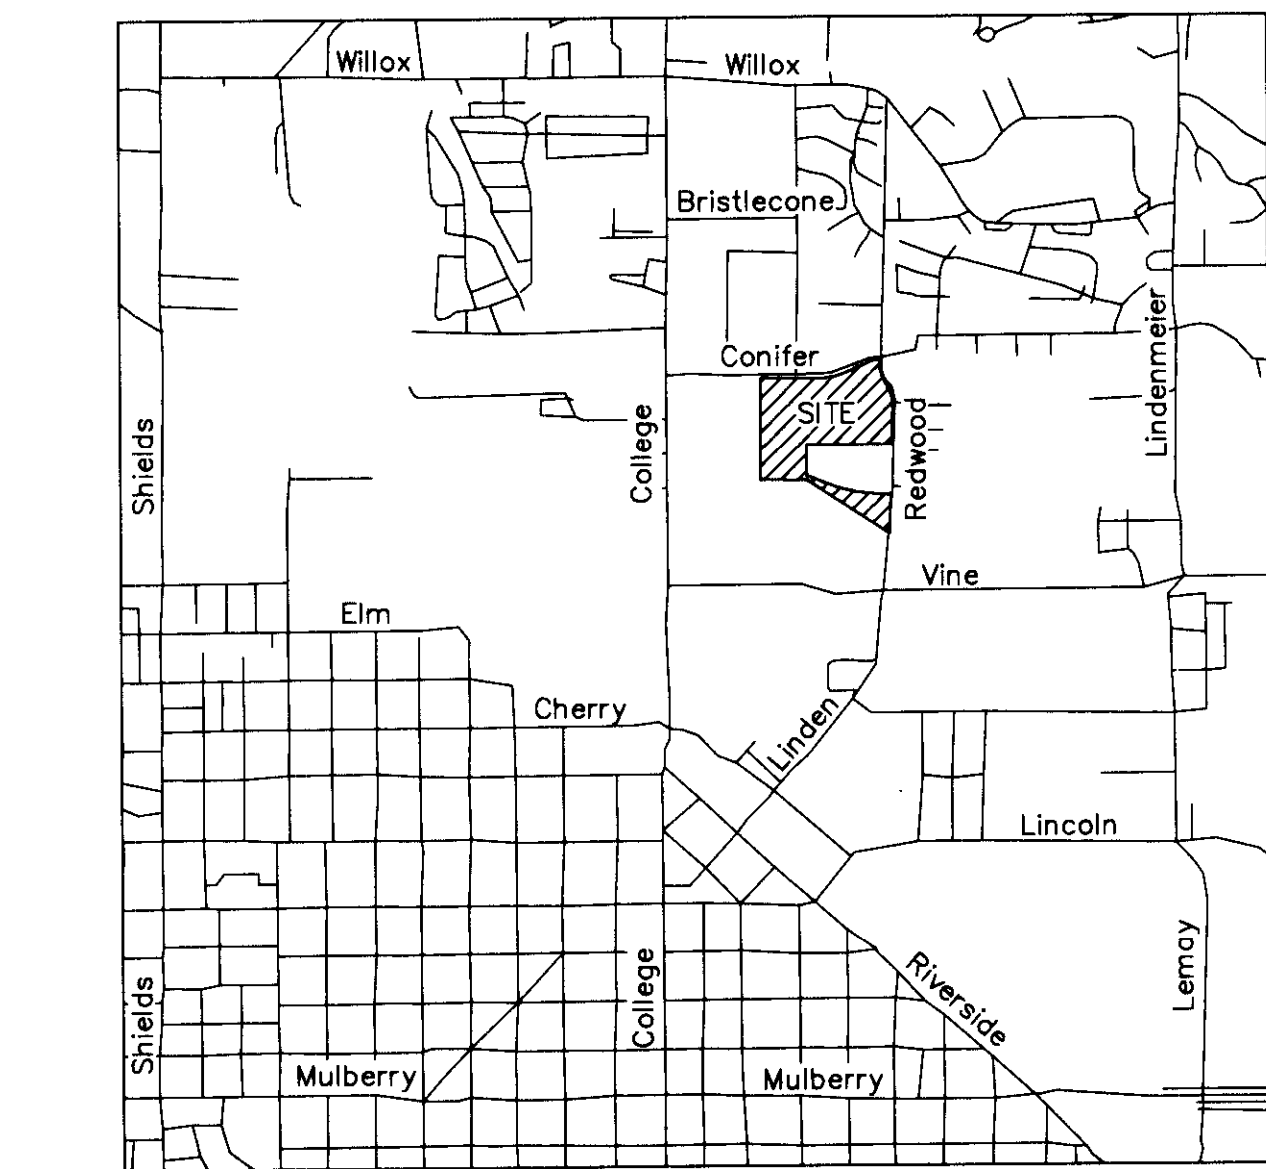 Willox
Willox
Bristlecone
Conifer
Lindenmeier
SITE
Shields
College
Redwood
Vine
Elm
Cherry
Linden
Lincoln
Lemay
Riverside
College
Shields
Mulberry
Mulberry